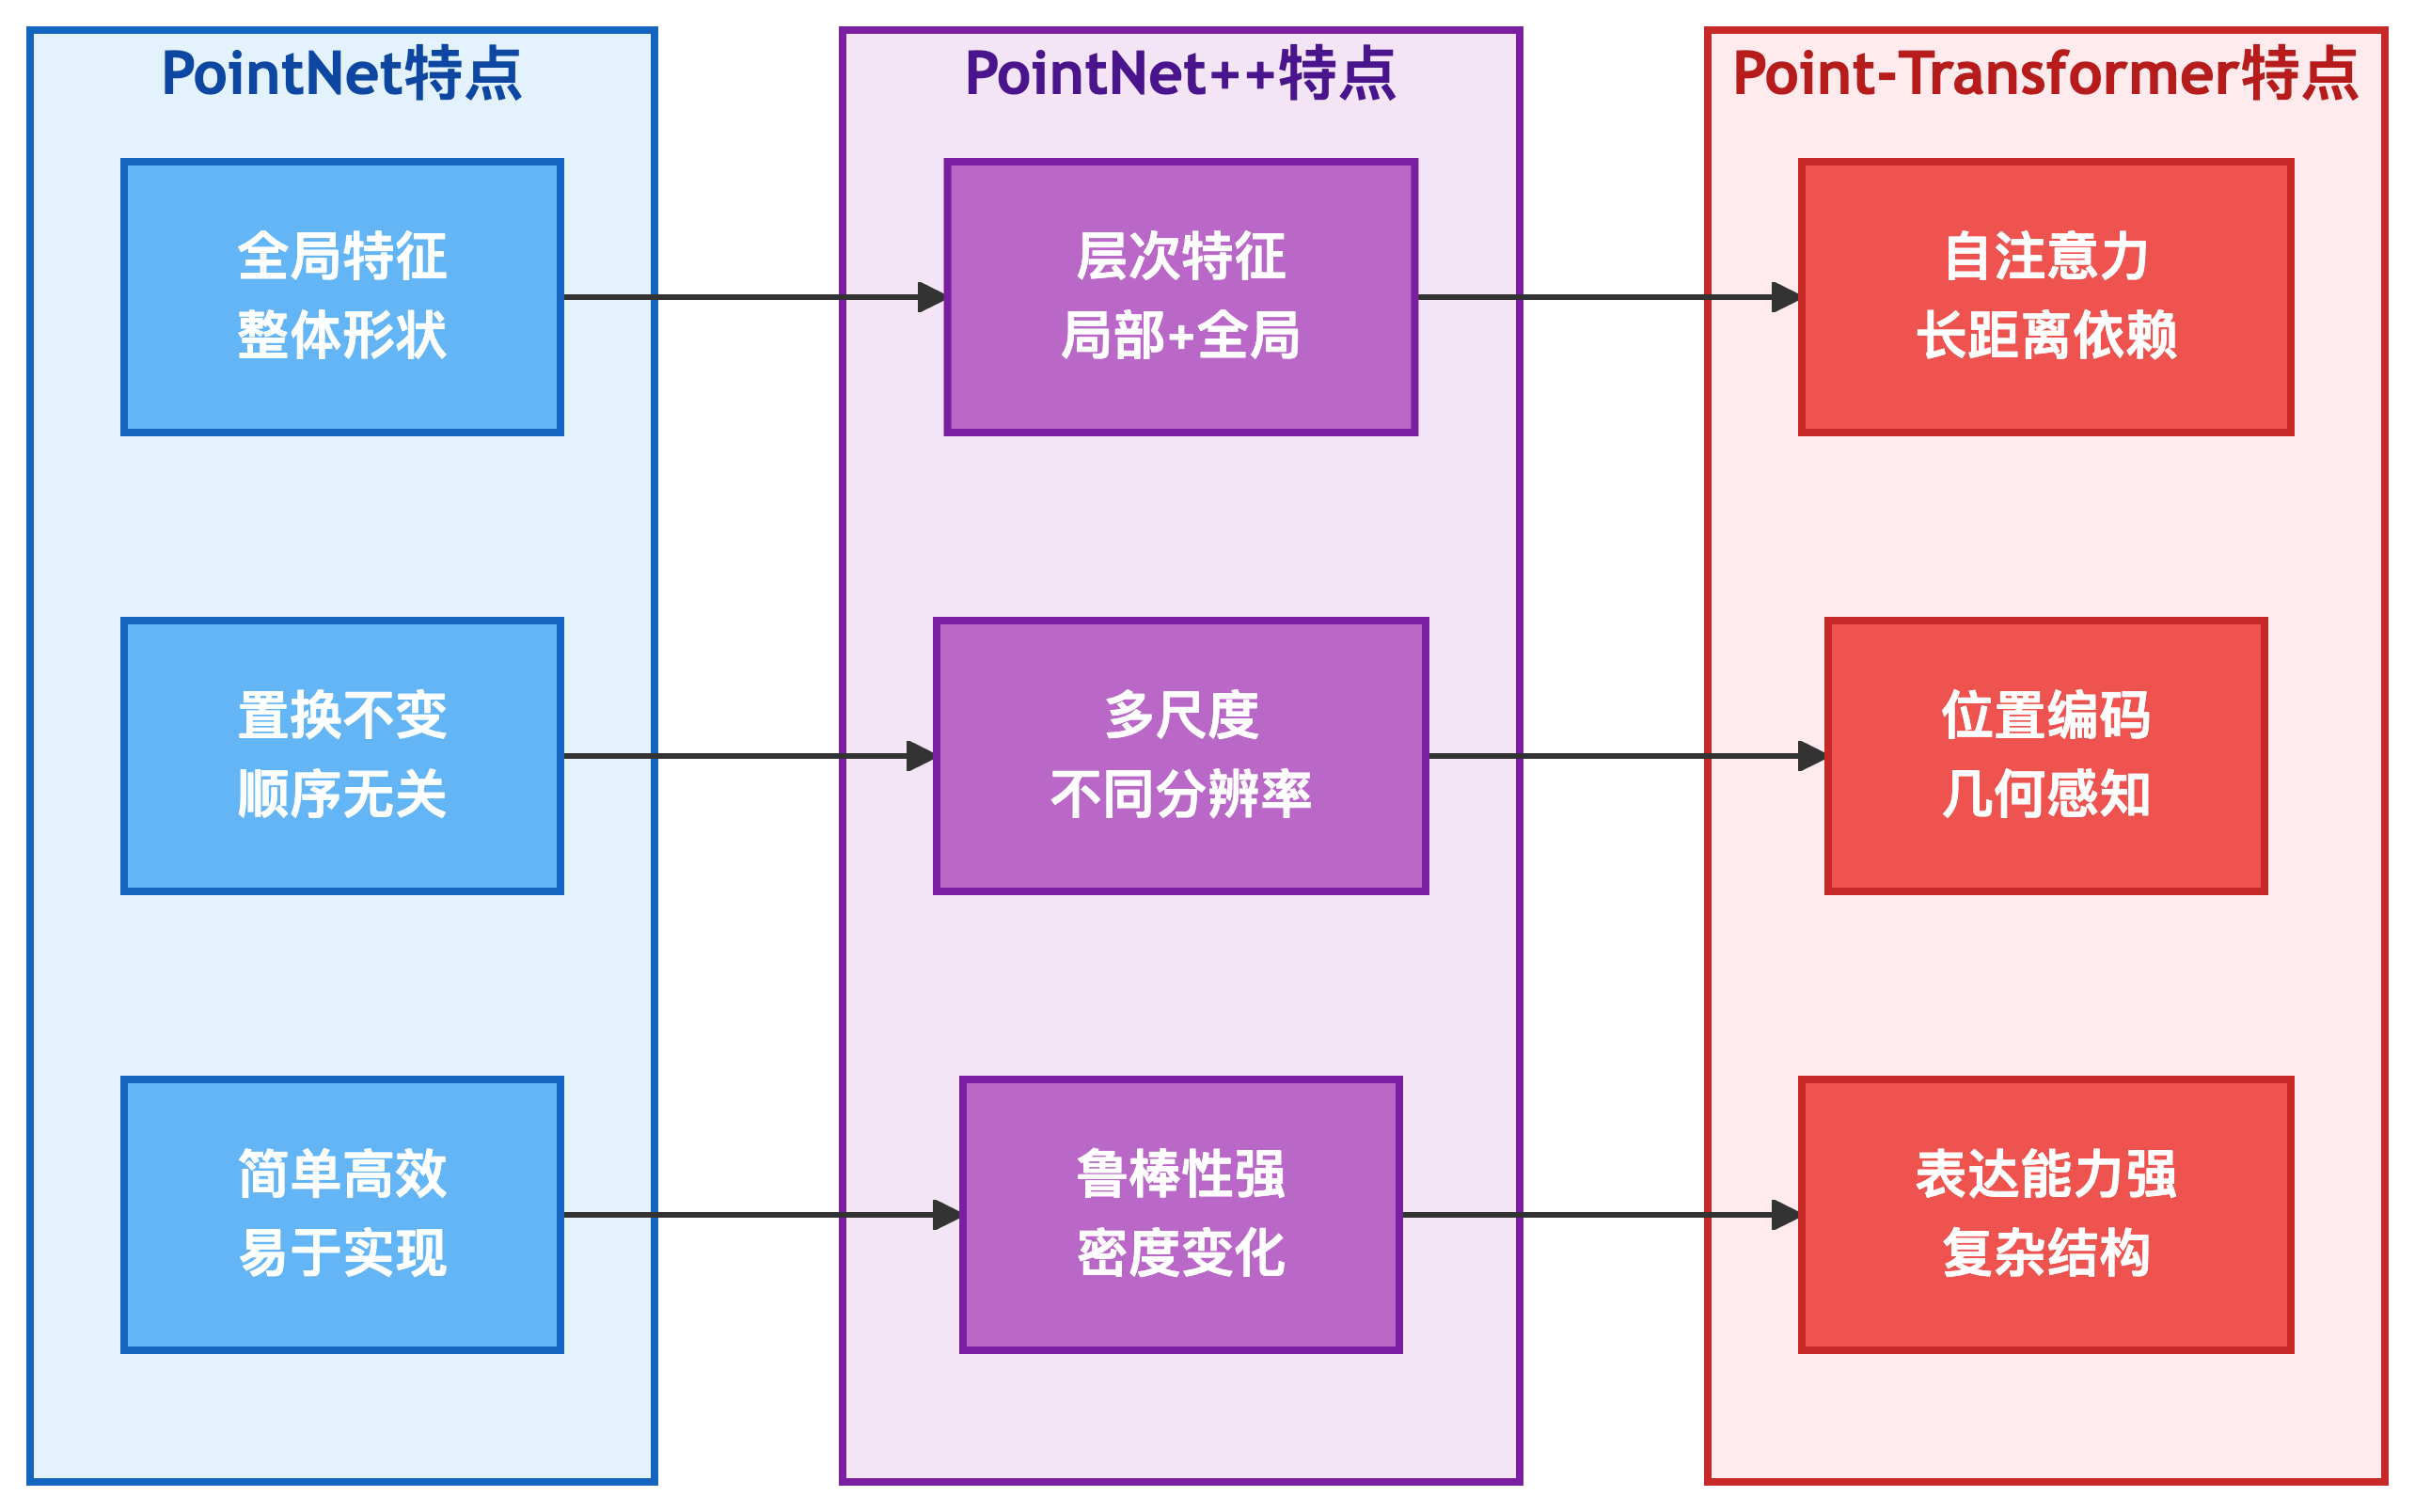 PointNet特点
全局特征
整体形状
置换不变
顺序无关
简单高效
易于实现
PointNet++特点
层次特征
局部+全局
多尺度
不同分辨率
鲁棒性强
密度变化
Point-Transformer特点
自注意力
长距离依赖
位置编码
几何感知
表达能力强
复杂结构